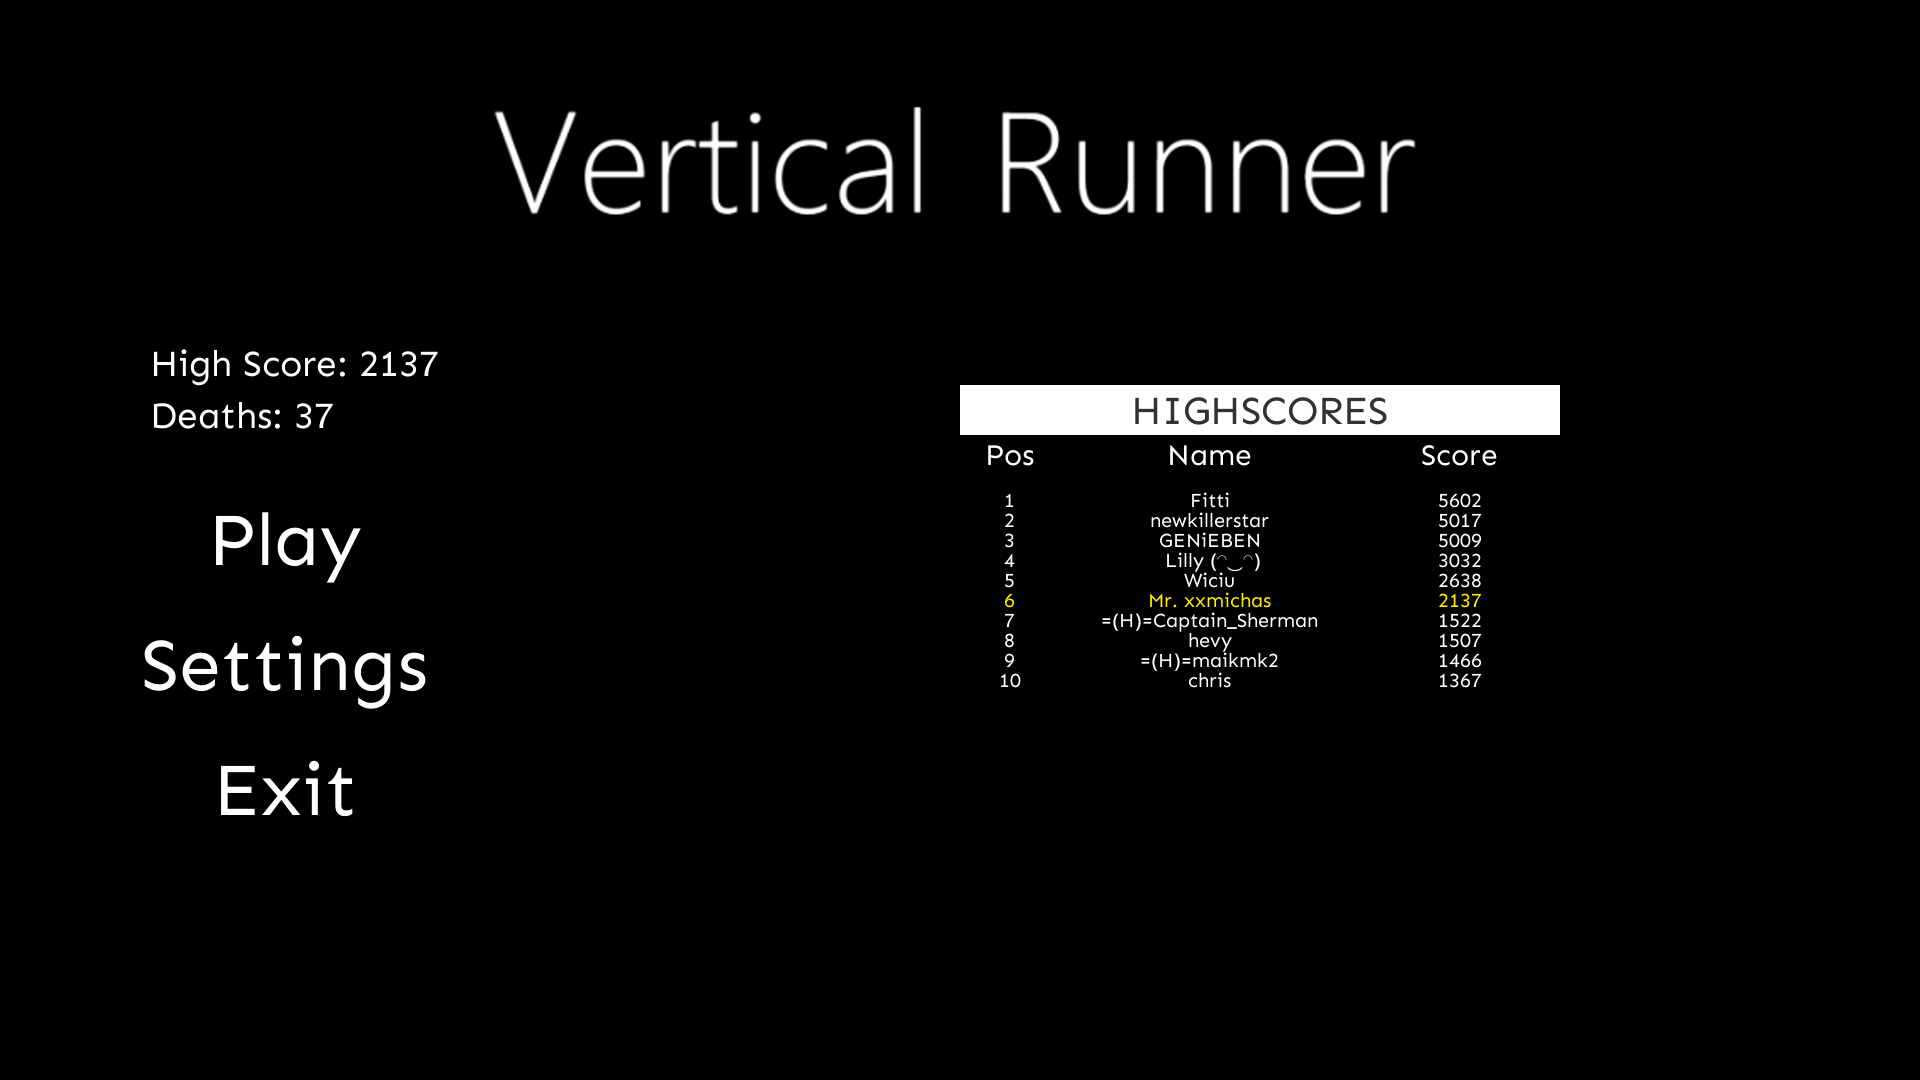 Vertical Runner
High Score: 2137
Deaths: 37
Play
Settings
Exit
HIGHSCORES
Pos Name Score
1 Fitti 5602
2 newkillerstar 5017
3 GENiEBEN 5009
4 Lilly (◠‿◠) 3032
5 Wiciu 2638
6 Mr. xxmichas 2137
7 =(H)=Captain_Sherman 1522
8 hevy 1507
9 =(H)=maikmk2 1466
10 chris 1367